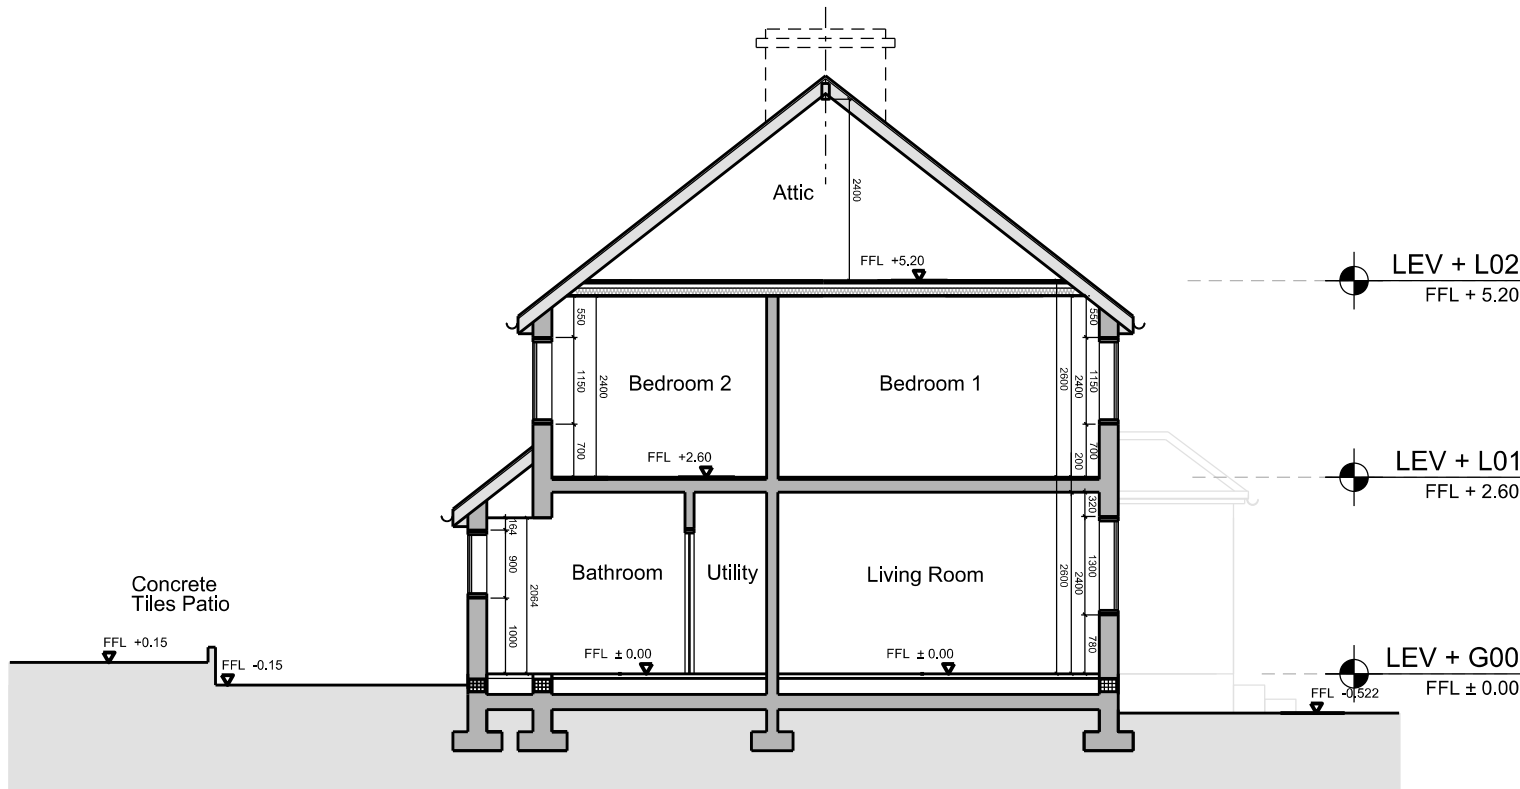 2400
Attic
FFL +5.20
LEV + L02
FFL + 5.20
550
550
1150
2400
Bedroom 2
Bedroom 1
2600
2400
1150
700
FFL +2.60
200
700
LEV + L01
FFL + 2.60
320
164
900
2064
Bathroom
Utility
Living Room
2600
2400
1300
Concrete
Tiles Patio
1000
780
FFL +0.15
FFL -0.15
FFL ± 0.00
FFL ± 0.00
LEV + G00
FFL ± 0.00
FFL -0.522